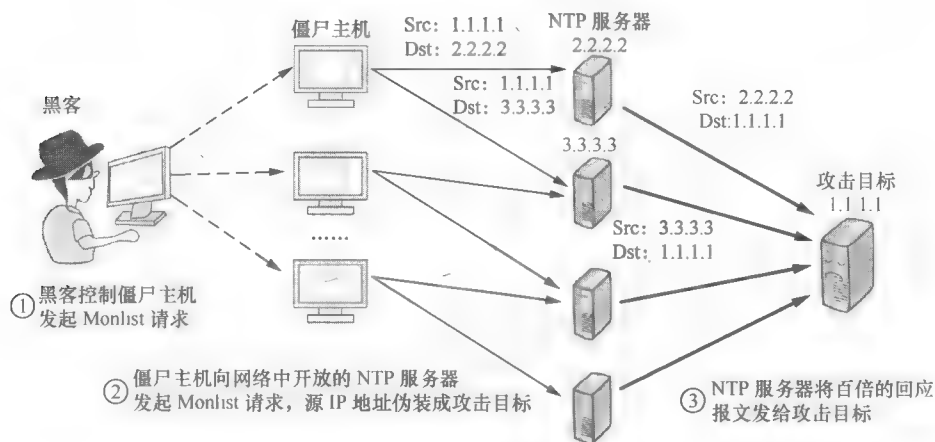 僵尸主机
Src: 1.1.1.1
Dst: 2.2.2.2
NTP 服务器
2.2.2.2
Src: 1.1.1.1
Dst: 3.3.3.3
Src: 2.2.2.2
Dst:1.1.1.1
黑客
3.3.3.3
攻击目标
1.1 1.1
Src: 3.3.3.3
Dst: 1.1.1.1
……
① 黑客控制僵尸主机
发起 Monlist 请求
② 僵尸主机向网络中开放的 NTP 服务器
发起 Monlist 请求，源 IP 地址伪装成攻击目标
③ NTP 服务器将百倍的回应
报文发给攻击目标